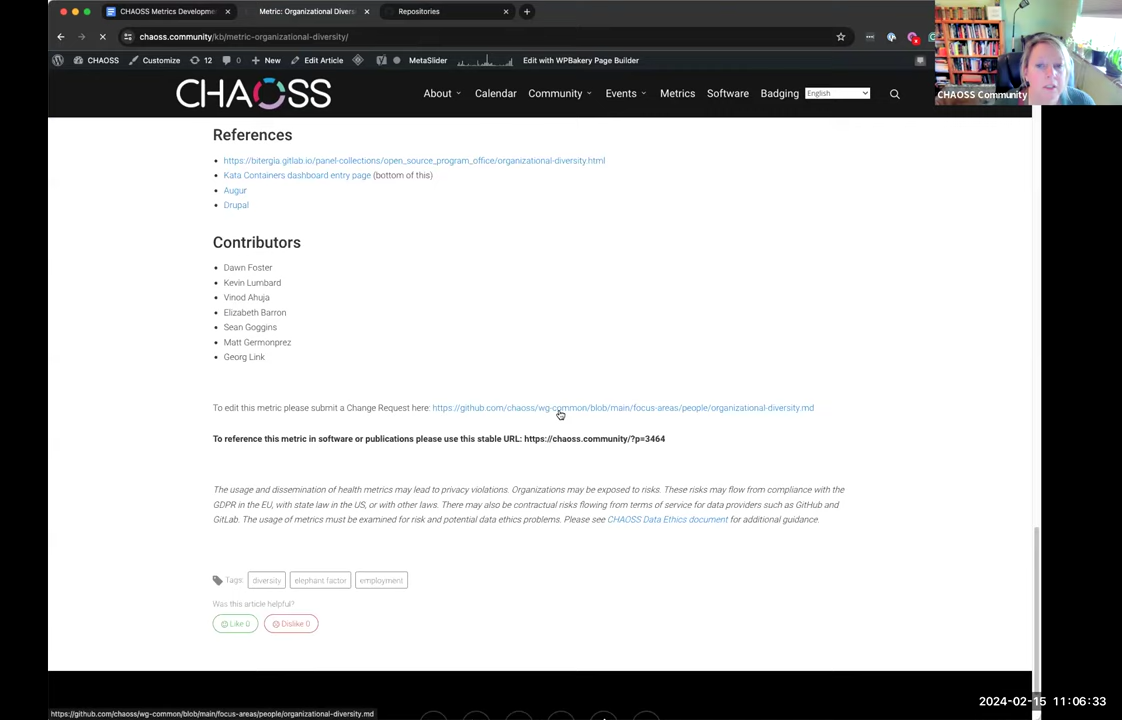 CHAOSS Metrics Developme
Metric: Organizational Divers
Repositories
chaoss.community/kb/metric-organizational-diversity/
CHAOSS
Customize
12
0
New
Edit Article
MetaSlider
Edit with WPBakery Page Builder
CHAOSS
About
Calendar
Community
Events
Metrics
Software
Badging
English
CHAOSS Community
References
https://bitergia.gitlab.io/panel-collections/open_source_program_office/organizational-diversity.html
Kata Containers dashboard entry page (bottom of this)
Augur
Drupal
Contributors
Dawn Foster
Kevin Lumbard
Vinod Ahuja
Elizabeth Barron
Sean Goggins
Matt Germonprez
Georg Link
To edit this metric please submit a Change Request here: https://github.com/chaoss/wg-common/blob/main/focus-areas/people/organizational-diversity.md
To reference this metric in software or publications please use this stable URL: https://chaoss.community/?p=3464
The usage and dissemination of health metrics may lead to privacy violations. Organizations may be exposed to risks. These risks may flow from compliance with the
GDPR in the EU, with state law in the US, or with other laws. There may also be contractual risks flowing from terms of service for data providers such as GitHub and
GitLab. The usage of metrics must be examined for risk and potential data ethics problems. Please see CHAOSS Data Ethics document for additional guidance.
Tags:
diversity
elephant factor
employment
Was this article helpful?
Like 0
Dislike 0
2024-02-15 11:06:33
https://github.com/chaoss/wg-common/blob/main/focus-areas/people/organizational-diversity.md